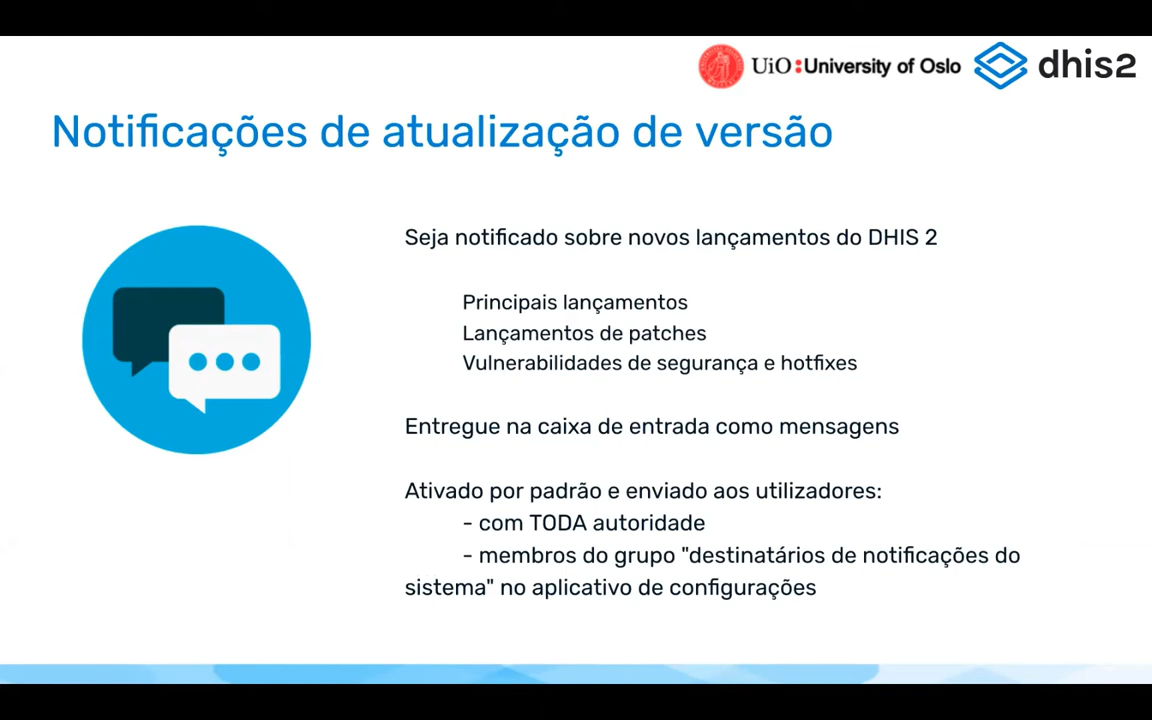 UiO:University of Oslo dhis2
Notificações de atualização de versão
Seja notificado sobre novos lançamentos do DHIS 2
Principais lançamentos
Lançamentos de patches
Vulnerabilidades de segurança e hotfixes
Entregue na caixa de entrada como mensagens
Ativado por padrão e enviado aos utilizadores:
- com TODA autoridade
- membros do grupo "destinatários de notificações do
sistema" no aplicativo de configurações